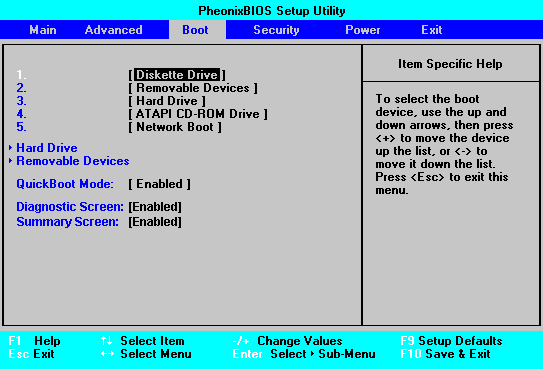 PheonixBIOS Setup Utility
Main Advanced Boot Security Power Exit
1. [ Diskette Drive ]
2. [ Removable Devices ]
3. [ Hard Drive ]
4. [ ATAPI CD-ROM Drive ]
5. [ Network Boot ]
Hard Drive
Removable Devices
QuickBoot Mode: [ Enabled ]
Diagnostic Screen: [Enabled]
Summary Screen: [Enabled]
Item Specific Help
To select the boot
device, use the up and
down arrows, then press
<+> to move the device
up the list, or <-> to
move it down the list.
Press <Esc> to exit this
menu.
F1 Help ↑↓ Select Item -/+ Change Values F9 Setup Defaults
Esc Exit ←→ Select Menu Enter Select ‣ Sub-Menu F10 Save & Exit